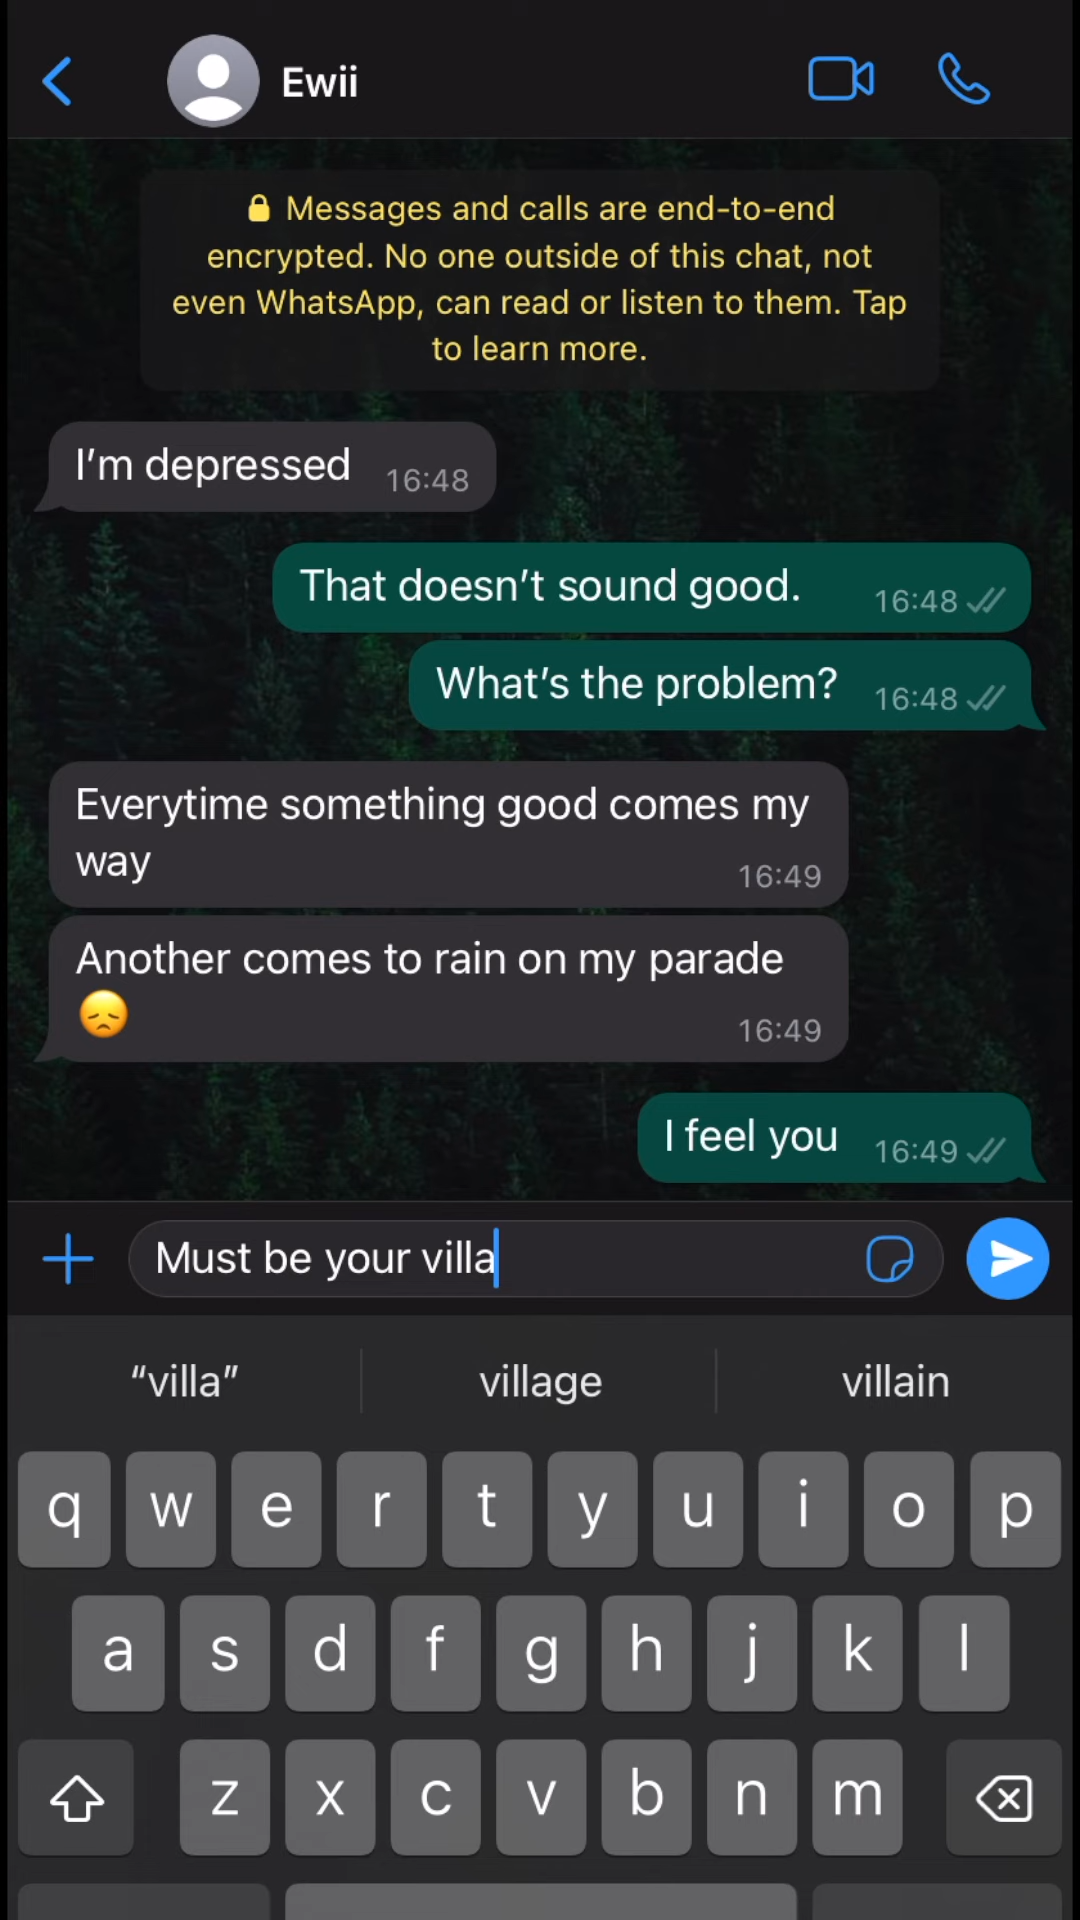 Ewii
Messages and calls are end-to-end
encrypted. No one outside of this chat, not
even WhatsApp, can read or listen to them. Tap
to learn more.
I’m depressed 16:48
That doesn’t sound good. 16:48
What’s the problem? 16:48
Everytime something good comes my
way 16:49
Another comes to rain on my parade
😞 16:49
I feel you 16:49
Must be your villa
“villa” village villain
q w e r t y u i o p
a s d f g h j k l
z x c v b n m